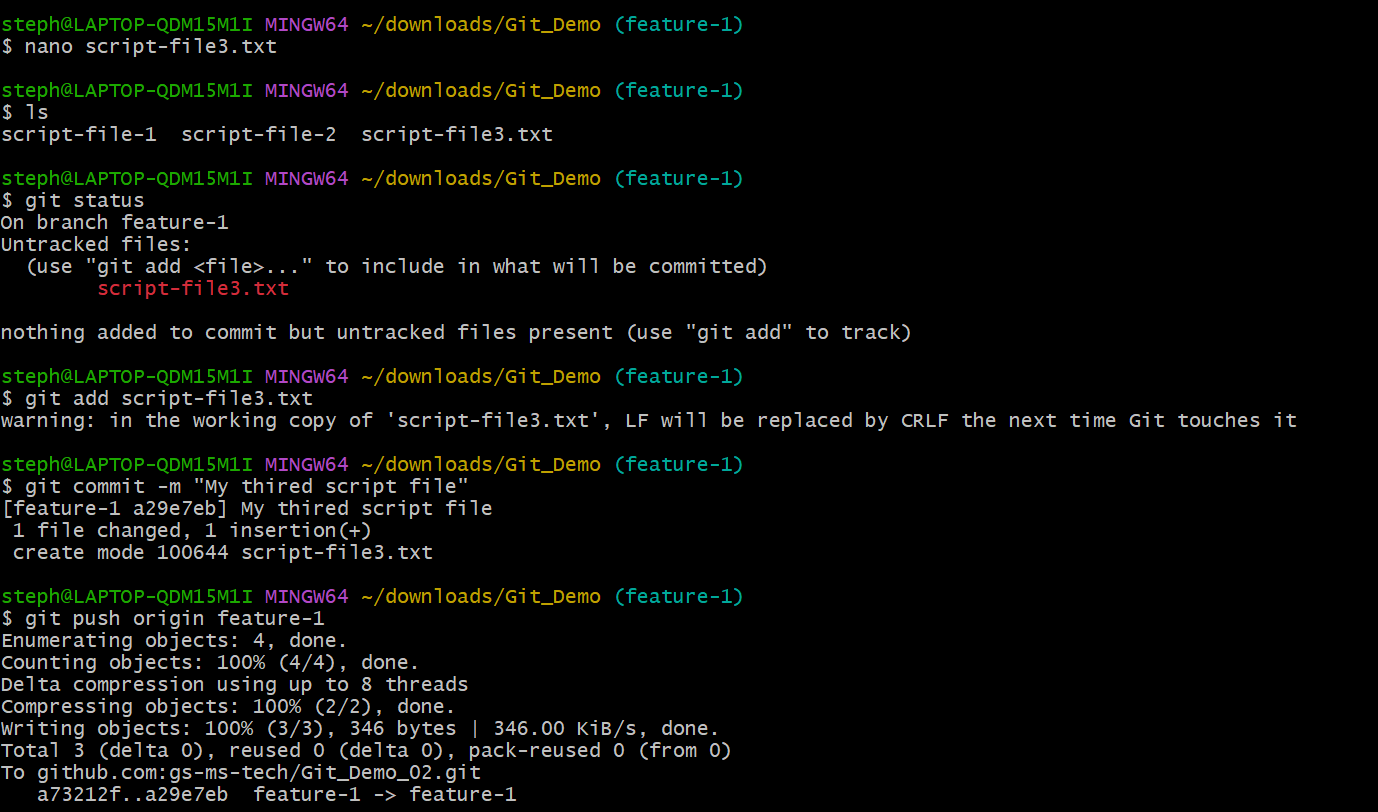 steph@LAPTOP-QDM15M1I MINGW64 ~/downloads/Git_Demo (feature-1)
$ nano script-file3.txt
steph@LAPTOP-QDM15M1I MINGW64 ~/downloads/Git_Demo (feature-1)
$ ls
script-file-1  script-file-2  script-file3.txt
steph@LAPTOP-QDM15M1I MINGW64 ~/downloads/Git_Demo (feature-1)
$ git status
On branch feature-1
Untracked files:
  (use "git add <file>..." to include in what will be committed)
        script-file3.txt
nothing added to commit but untracked files present (use "git add" to track)
steph@LAPTOP-QDM15M1I MINGW64 ~/downloads/Git_Demo (feature-1)
$ git add script-file3.txt
warning: in the working copy of 'script-file3.txt', LF will be replaced by CRLF the next time Git touches it
steph@LAPTOP-QDM15M1I MINGW64 ~/downloads/Git_Demo (feature-1)
$ git commit -m "My thired script file"
[feature-1 a29e7eb] My thired script file
 1 file changed, 1 insertion(+)
 create mode 100644 script-file3.txt
steph@LAPTOP-QDM15M1I MINGW64 ~/downloads/Git_Demo (feature-1)
$ git push origin feature-1
Enumerating objects: 4, done.
Counting objects: 100% (4/4), done.
Delta compression using up to 8 threads
Compressing objects: 100% (2/2), done.
Writing objects: 100% (3/3), 346 bytes | 346.00 KiB/s, done.
Total 3 (delta 0), reused 0 (delta 0), pack-reused 0 (from 0)
To github.com:gs-ms-tech/Git_Demo_02.git
   a73212f..a29e7eb  feature-1 -> feature-1